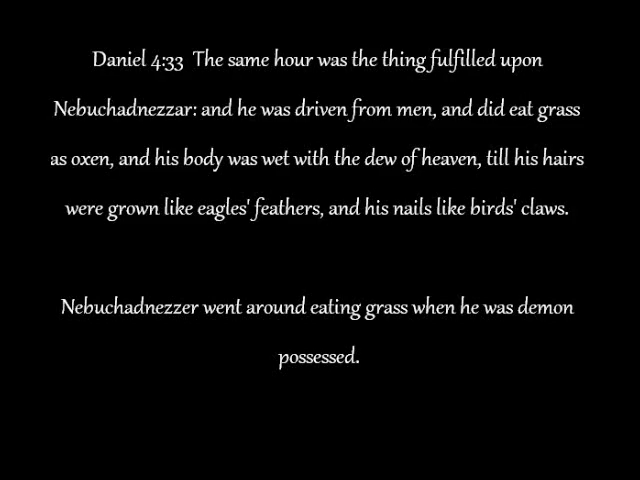 Daniel 4:33  The same hour was the thing fulfilled upon
Nebuchadnezzar: and he was driven from men, and did eat grass
as oxen, and his body was wet with the dew of heaven, till his hairs
were grown like eagles' feathers, and his nails like birds' claws.
Nebuchadnezzer went around eating grass when he was demon
possessed.